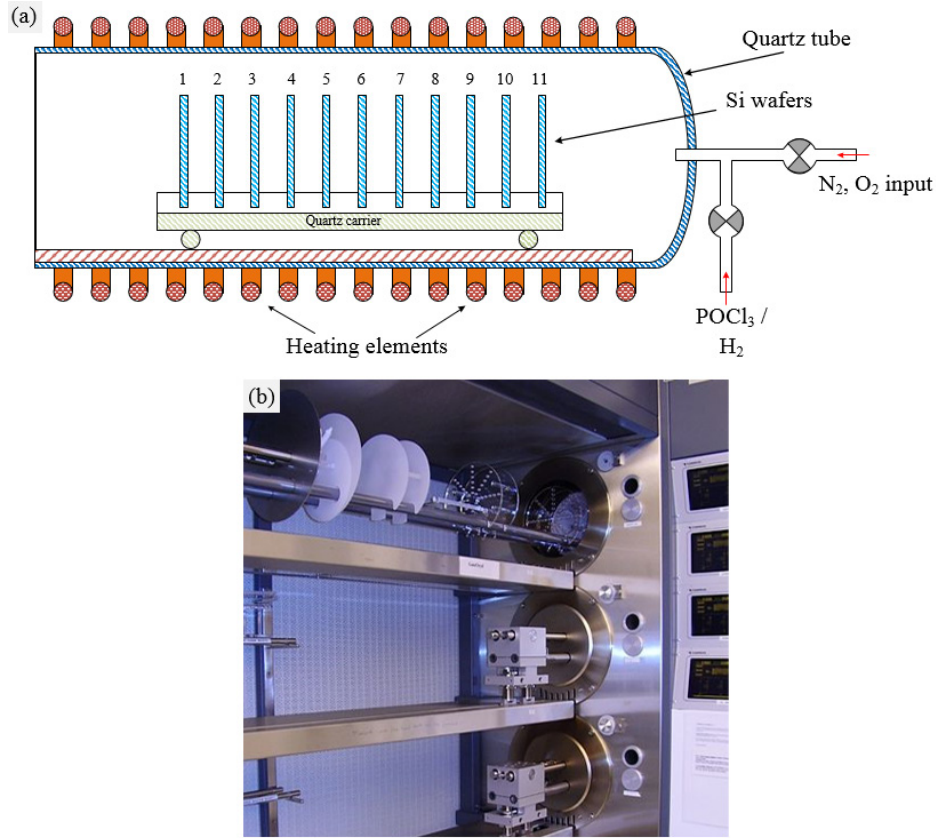 (a)
Quartz tube
1 2 3 4 5 6 7 8 9 10 11
Si wafers
N₂, O₂ input
Quartz carrier
POCl₃ /
H₂
Heating elements
(b)